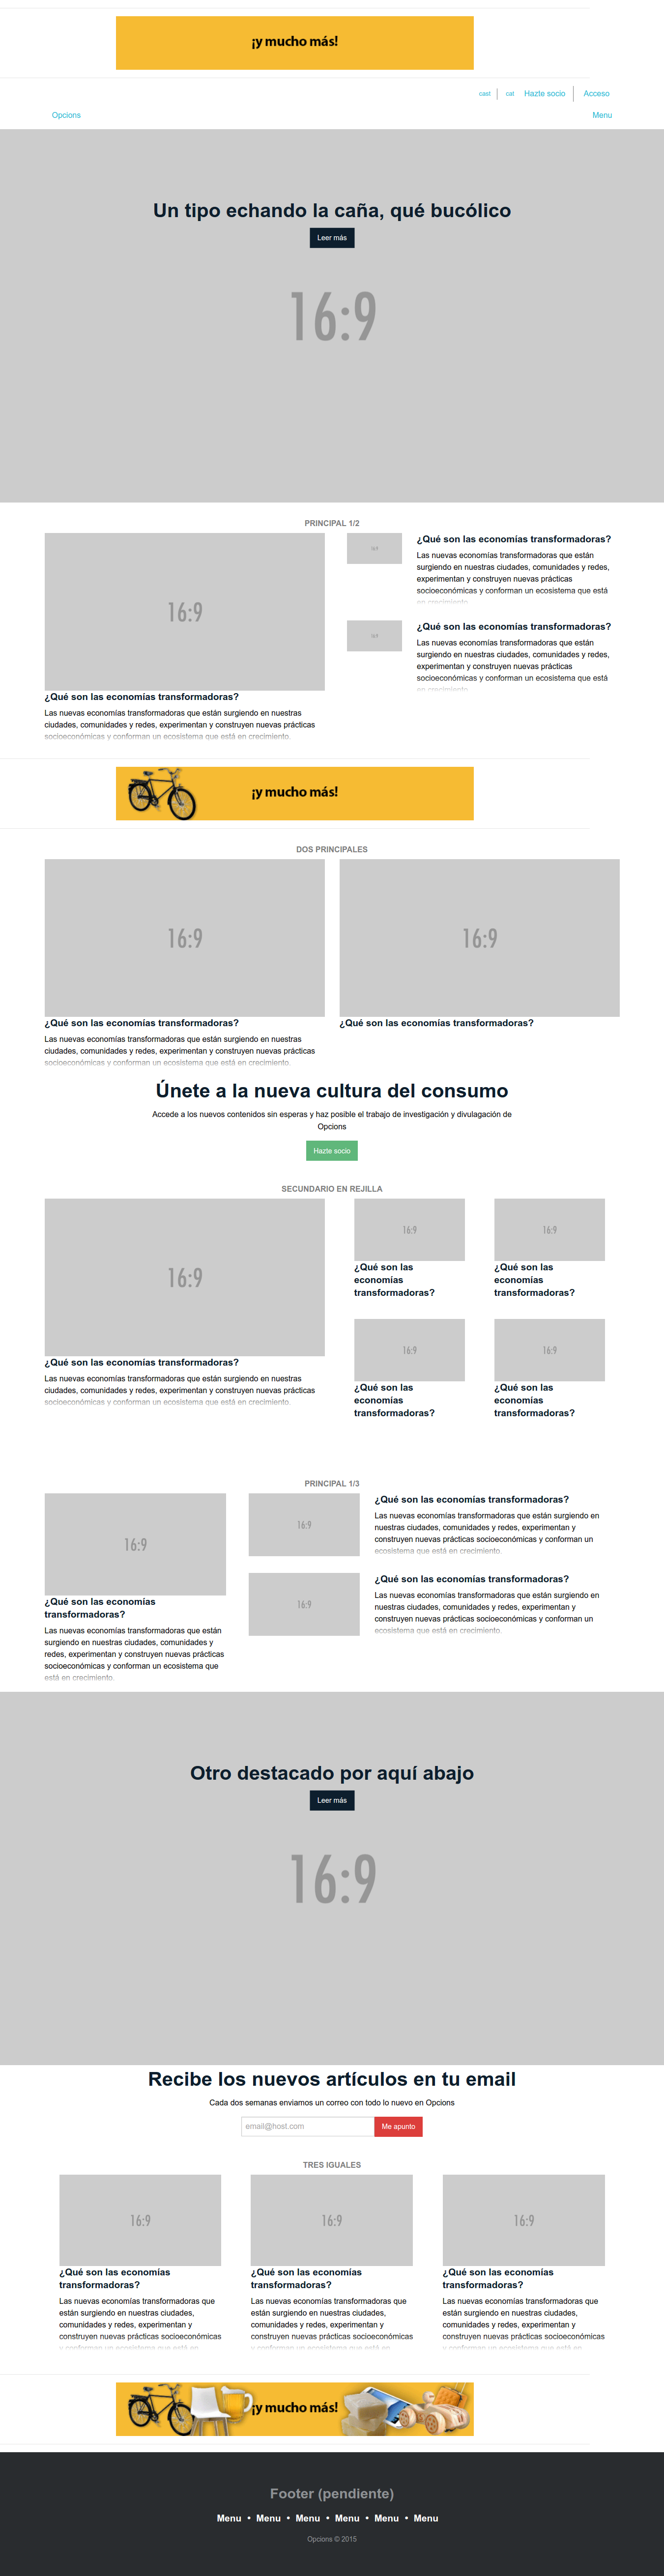 ¡y mucho más!
cast
cat
Hazte socio
Acceso
Opcions
Menu
Un tipo echando la caña, qué bucólico
Leer más
16:9
PRINCIPAL 1/2
16:9
¿Qué son las economías transformadoras?
Las nuevas economías transformadoras que están surgiendo en nuestras
ciudades, comunidades y redes, experimentan y construyen nuevas prácticas
socioeconómicas y conforman un ecosistema que está en crecimiento.
16:9
¿Qué son las economías transformadoras?
Las nuevas economías transformadoras que están
surgiendo en nuestras ciudades, comunidades y redes,
experimentan y construyen nuevas prácticas
socioeconómicas y conforman un ecosistema que está
en crecimiento.
16:9
¿Qué son las economías transformadoras?
Las nuevas economías transformadoras que están
surgiendo en nuestras ciudades, comunidades y redes,
experimentan y construyen nuevas prácticas
socioeconómicas y conforman un ecosistema que está
en crecimiento.
¡y mucho más!
DOS PRINCIPALES
16:9
¿Qué son las economías transformadoras?
Las nuevas economías transformadoras que están surgiendo en nuestras
ciudades, comunidades y redes, experimentan y construyen nuevas prácticas
socioeconómicas y conforman un ecosistema que está en crecimiento.
16:9
¿Qué son las economías transformadoras?
Únete a la nueva cultura del consumo
Accede a los nuevos contenidos sin esperas y haz posible el trabajo de investigación y divulagación de
Opcions
Hazte socio
SECUNDARIO EN REJILLA
16:9
¿Qué son las economías transformadoras?
Las nuevas economías transformadoras que están surgiendo en nuestras
ciudades, comunidades y redes, experimentan y construyen nuevas prácticas
socioeconómicas y conforman un ecosistema que está en crecimiento.
16:9
¿Qué son las
economías
transformadoras?
16:9
¿Qué son las
economías
transformadoras?
16:9
¿Qué son las
economías
transformadoras?
16:9
¿Qué son las
economías
transformadoras?
PRINCIPAL 1/3
16:9
¿Qué son las economías
transformadoras?
Las nuevas economías transformadoras que están
surgiendo en nuestras ciudades, comunidades y
redes, experimentan y construyen nuevas prácticas
socioeconómicas y conforman un ecosistema que
está en crecimiento.
16:9
¿Qué son las economías transformadoras?
Las nuevas economías transformadoras que están surgiendo en
nuestras ciudades, comunidades y redes, experimentan y
construyen nuevas prácticas socioeconómicas y conforman un
ecosistema que está en crecimiento.
16:9
¿Qué son las economías transformadoras?
Las nuevas economías transformadoras que están surgiendo en
nuestras ciudades, comunidades y redes, experimentan y
construyen nuevas prácticas socioeconómicas y conforman un
ecosistema que está en crecimiento.
Otro destacado por aquí abajo
Leer más
16:9
Recibe los nuevos artículos en tu email
Cada dos semanas enviamos un correo con todo lo nuevo en Opcions
email@host.com
Me apunto
TRES IGUALES
16:9
¿Qué son las economías
transformadoras?
Las nuevas economías transformadoras que
están surgiendo en nuestras ciudades,
comunidades y redes, experimentan y
construyen nuevas prácticas socioeconómicas
y conforman un ecosistema que está en
16:9
¿Qué son las economías
transformadoras?
Las nuevas economías transformadoras que
están surgiendo en nuestras ciudades,
comunidades y redes, experimentan y
construyen nuevas prácticas socioeconómicas
y conforman un ecosistema que está en
16:9
¿Qué son las economías
transformadoras?
Las nuevas economías transformadoras que
están surgiendo en nuestras ciudades,
comunidades y redes, experimentan y
construyen nuevas prácticas socioeconómicas
y conforman un ecosistema que está en
¡y mucho más!
Footer (pendiente)
Menu • Menu • Menu • Menu • Menu • Menu
Opcions © 2015